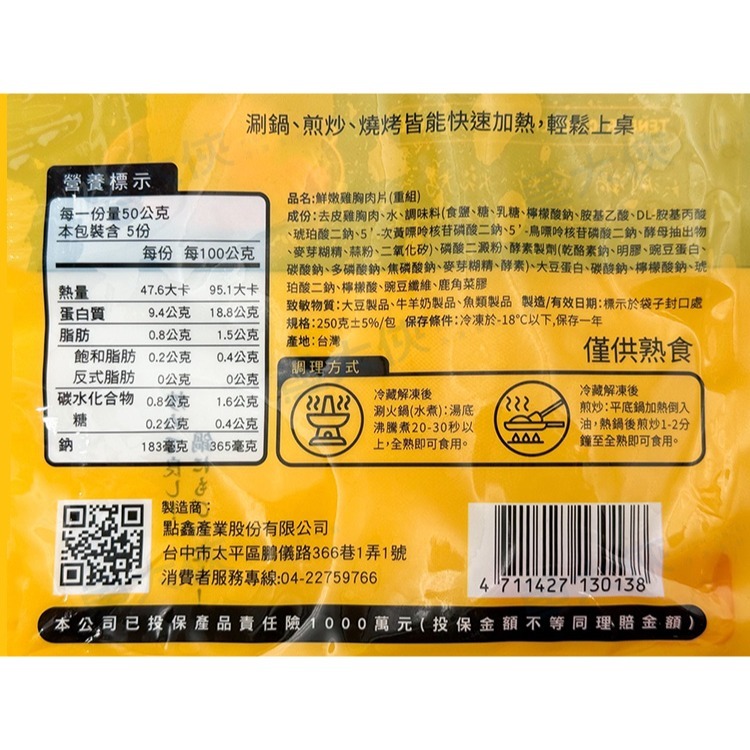 涮鍋、煎炒、燒烤皆能快速加熱,輕鬆上桌
營養標示
每一份量50公克
本包裝含 5份
每份 每100公克
熱量 47.6大卡 95.1大卡
蛋白質 9.4公克 18.8公克
脂肪 0.8公克 1.5公克
飽和脂肪 0.2公克 0.4公克
反式脂肪 0公克 0公克
碳水化合物 0.8公克 1.6公克
糖 0.2公克 0.4公克
鈉 183毫克 365毫克
品名:鮮嫩雞胸肉片(重組)
成份:去皮雞胸肉、水、調味料(食鹽、糖、乳糖、檸檬酸鈉、胺基乙酸、DL-胺基丙酸
、琥珀酸二鈉、5'-次黃嘌呤核苷磷酸二鈉、5'-鳥嘌呤核苷磷酸二鈉、酵母抽出物
、麥芽糊精、蒜粉、二氧化矽)、磷酸二澱粉、酵素製劑(乾酪素鈉、明膠、豌豆蛋白、
碳酸鈉、多磷酸鈉、焦磷酸鈉、麥芽糊精、酵素)、大豆蛋白、碳酸鈉、檸檬酸鈉、琥
珀酸二鈉、檸檬酸、豌豆纖維、鹿角菜膠
致敏物質:大豆製品、牛羊奶製品、魚類製品 製造/有效日期:標示於袋子封口處
規格:250克±5%/包 保存條件:冷凍於-18°C以下,保存一年
產地:台灣
僅供熟食
調理方式
冷藏解凍後
涮火鍋(水煮):湯底
沸騰煮20-30秒以
上,全熟即可食用。
冷藏解凍後
煎炒:平底鍋加熱倒入
油,熱鍋後煎炒1-2分
鐘至全熟即可食用。
製造商:
點鑫產業股份有限公司
台中市太平區鵬儀路366巷1弄1號
消費者服務專線:04-22759766
4 711427 130138
本公司已投保產品責任險1000萬元(投保金額不等同理賠金額)